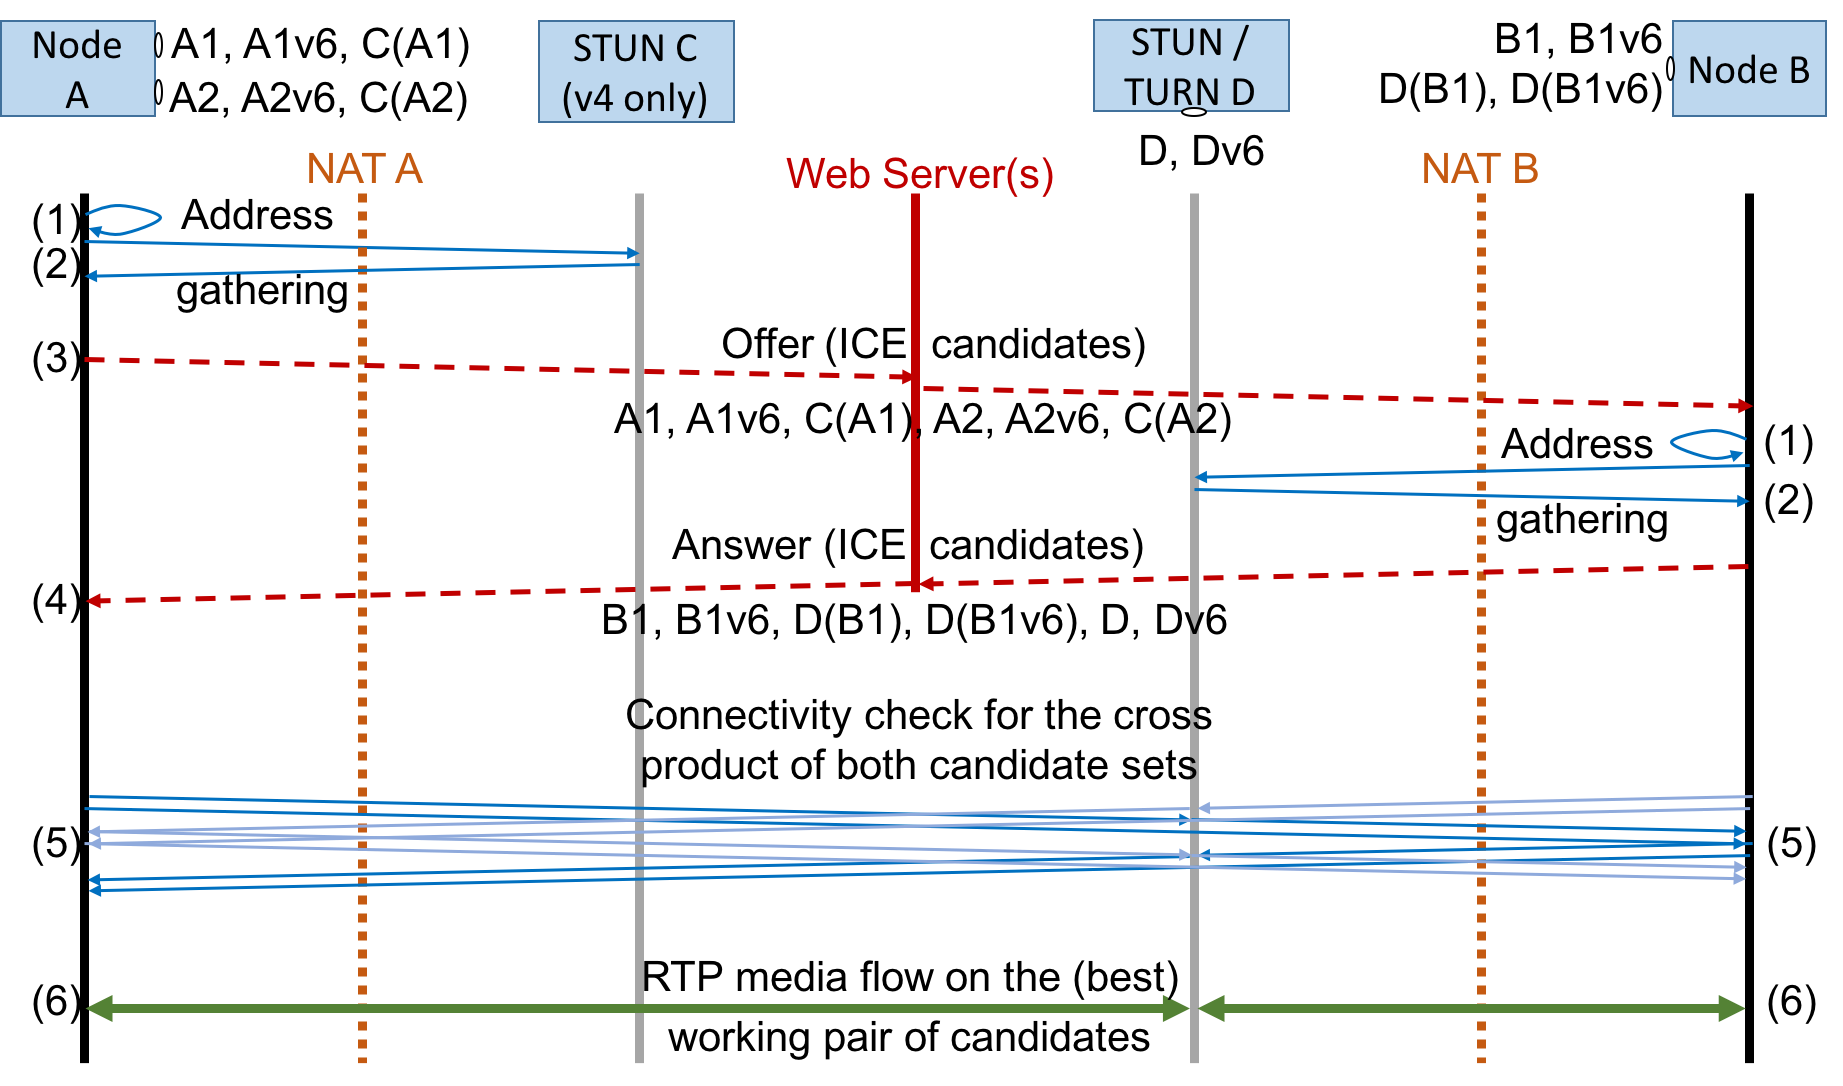 Node
A
A1, A1v6, C(A1)
A2, A2v6, C(A2)
STUN C
(v4 only)
STUN /
TURN D
D, Dv6
B1, B1v6
D(B1), D(B1v6)
Node B
NAT A
Web Server(s)
NAT B
(1)
Address
(2)
gathering
(3)
Offer (ICE candidates)
A1, A1v6, C(A1), A2, A2v6, C(A2)
Address
(1)
(2)
gathering
Answer (ICE candidates)
(4)
B1, B1v6, D(B1), D(B1v6), D, Dv6
Connectivity check for the cross
product of both candidate sets
(5)
(5)
RTP media flow on the (best)
(6)
(6)
working pair of candidates